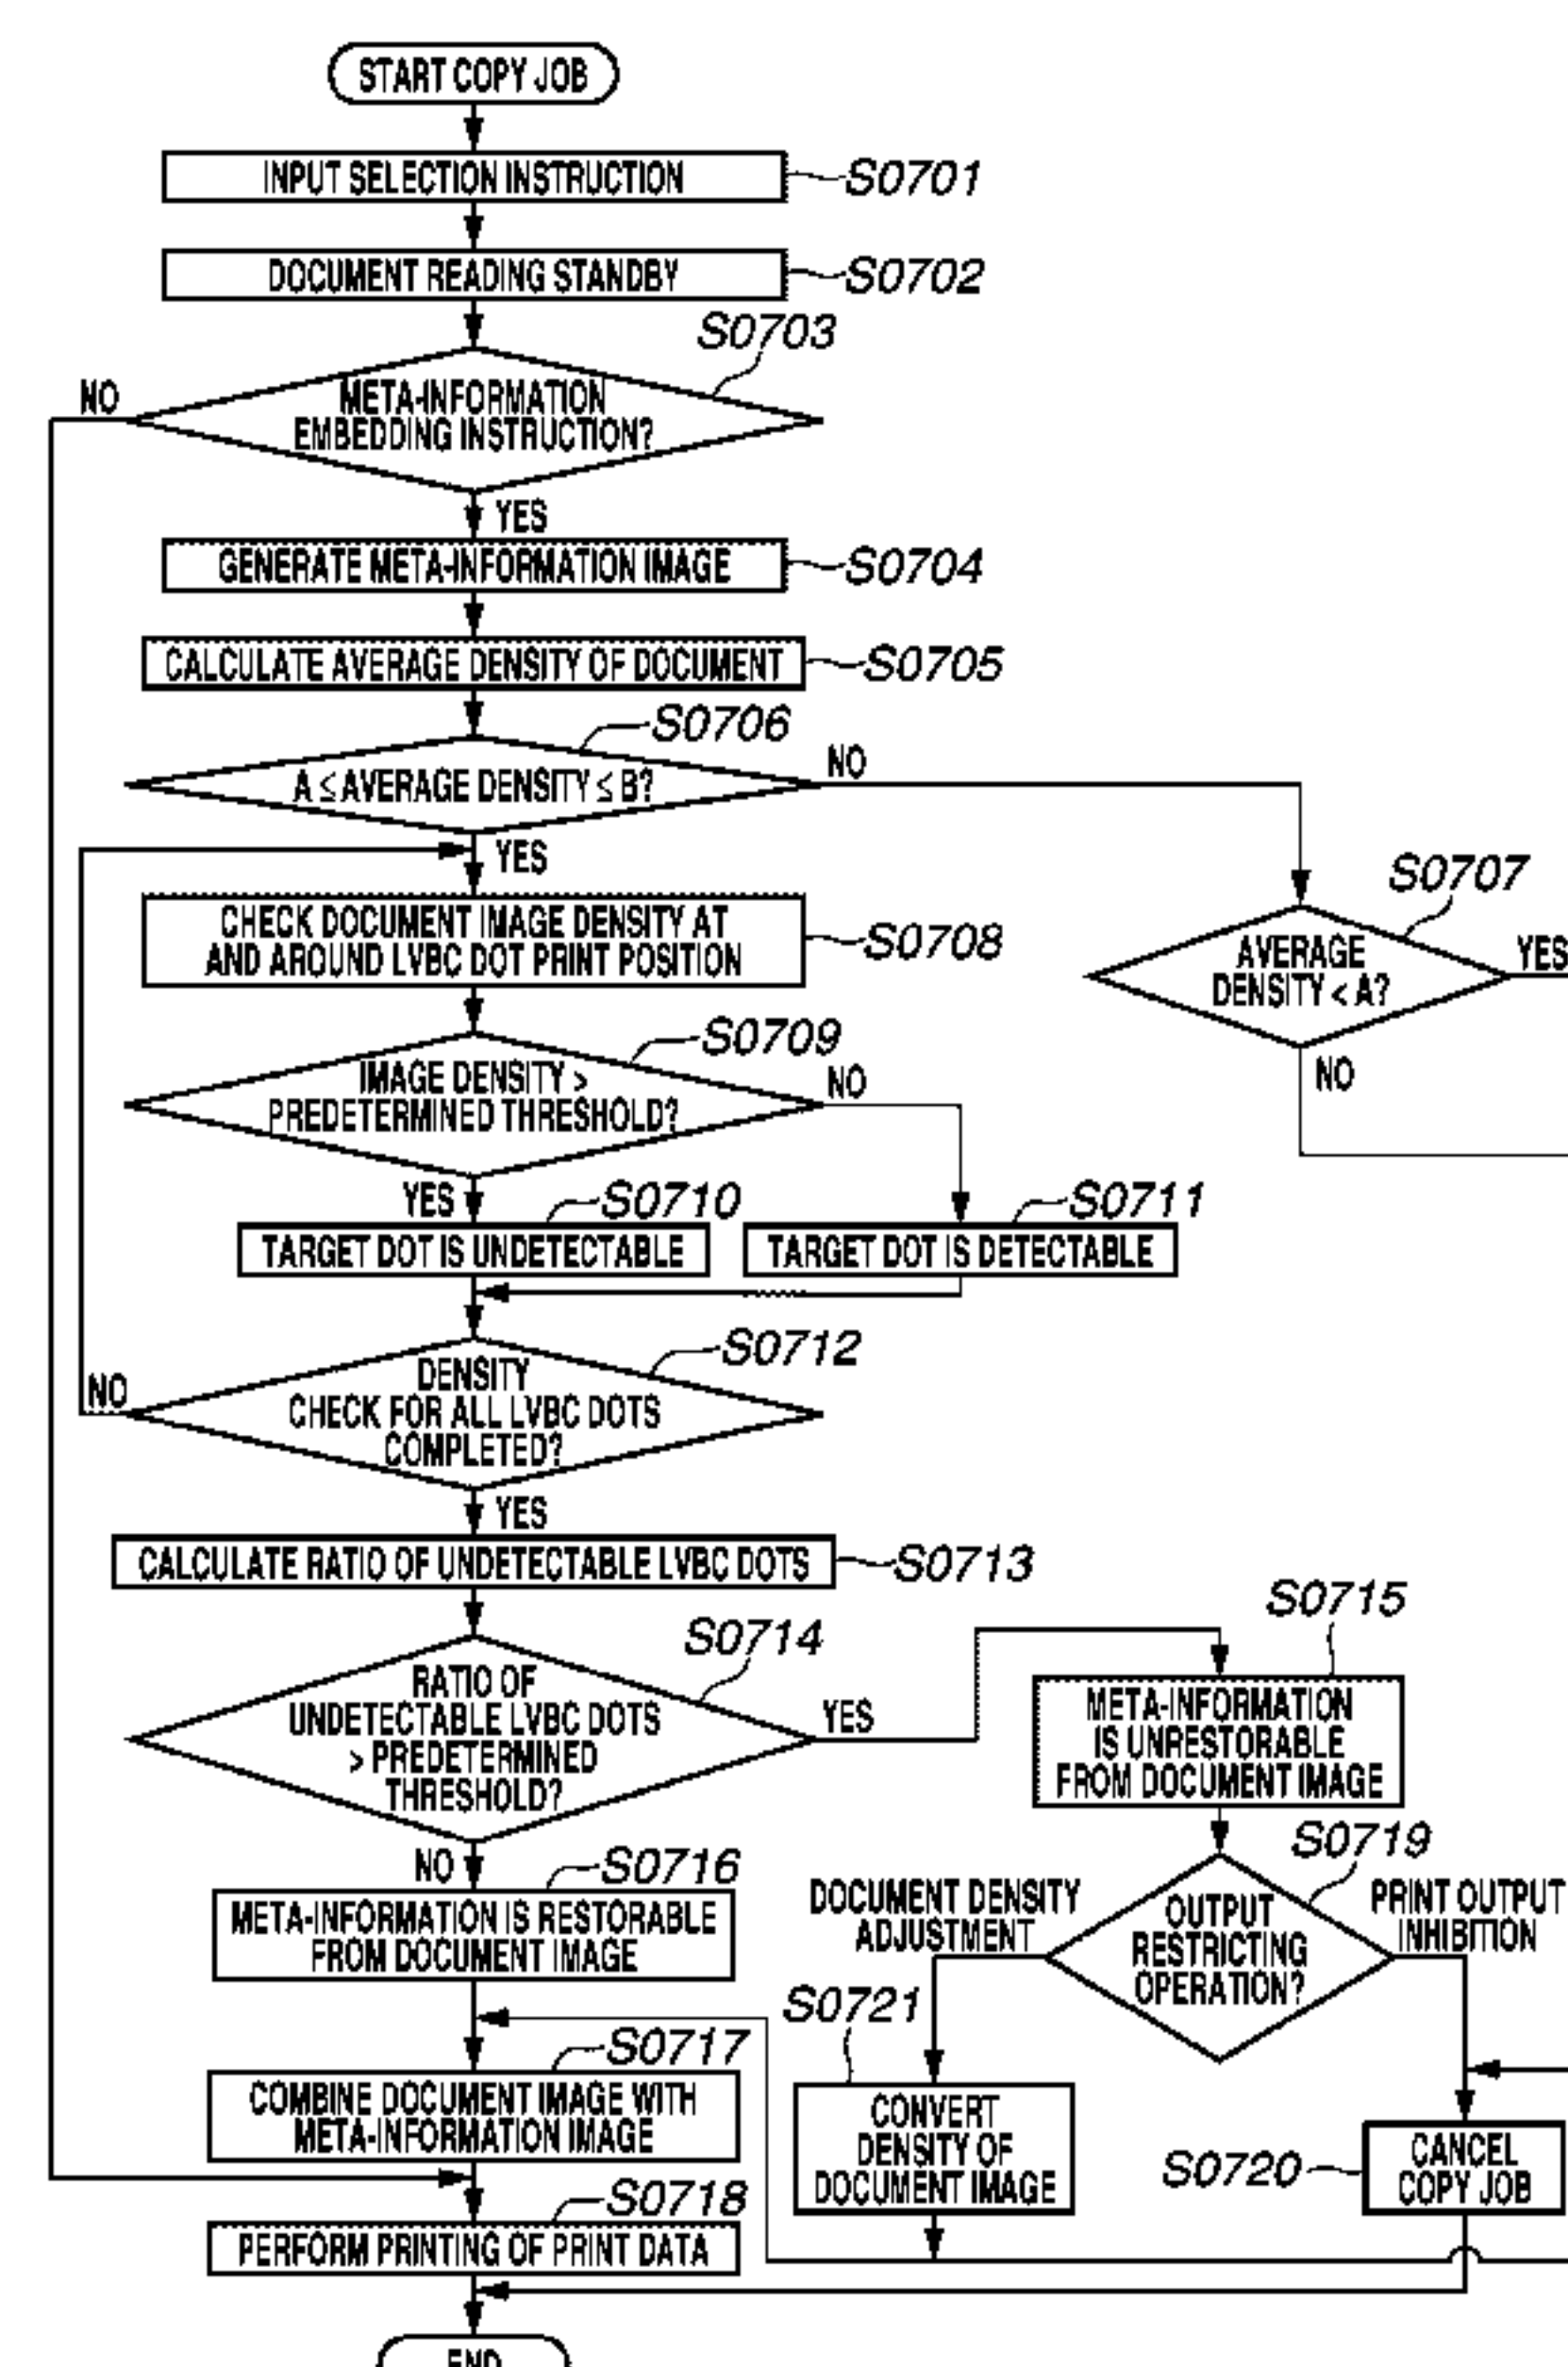 START COPY JOB
INPUT SELECTION INSTRUCTION
S0701
DOCUMENT READING STANDBY
S0702
S0703
NO
META-INFORMATION
EMBEDDING INSTRUCTION?
YES
GENERATE META-INFORMATION IMAGE
S0704
CALCULATE AVERAGE DENSITY OF DOCUMENT
S0705
S0706
A ≤ AVERAGE DENSITY ≤ B?
NO
YES
S0707
CHECK DOCUMENT IMAGE DENSITY AT
AND AROUND LVBC DOT PRINT POSITION
S0708
AVERAGE
DENSITY < A?
YES
NO
S0709
IMAGE DENSITY >
PREDETERMINED THRESHOLD?
NO
YES
S0710
S0711
TARGET DOT IS UNDETECTABLE
TARGET DOT IS DETECTABLE
S0712
NO
DENSITY
CHECK FOR ALL LVBC DOTS
COMPLETED?
YES
CALCULATE RATIO OF UNDETECTABLE LVBC DOTS
S0713
S0714
RATIO OF
UNDETECTABLE LVBC DOTS
> PREDETERMINED
THRESHOLD?
YES
S0715
META-INFORMATION
IS UNRESTORABLE
FROM DOCUMENT IMAGE
NO
S0716
META-INFORMATION IS RESTORABLE
FROM DOCUMENT IMAGE
S0719
DOCUMENT DENSITY
ADJUSTMENT
OUTPUT
RESTRICTING
OPERATION?
PRINT OUTPUT
INHIBITION
S0717
COMBINE DOCUMENT IMAGE WITH
META-INFORMATION IMAGE
S0721
CONVERT
DENSITY OF
DOCUMENT IMAGE
S0720
CANCEL
COPY JOB
S0718
PERFORM PRINTING OF PRINT DATA
END